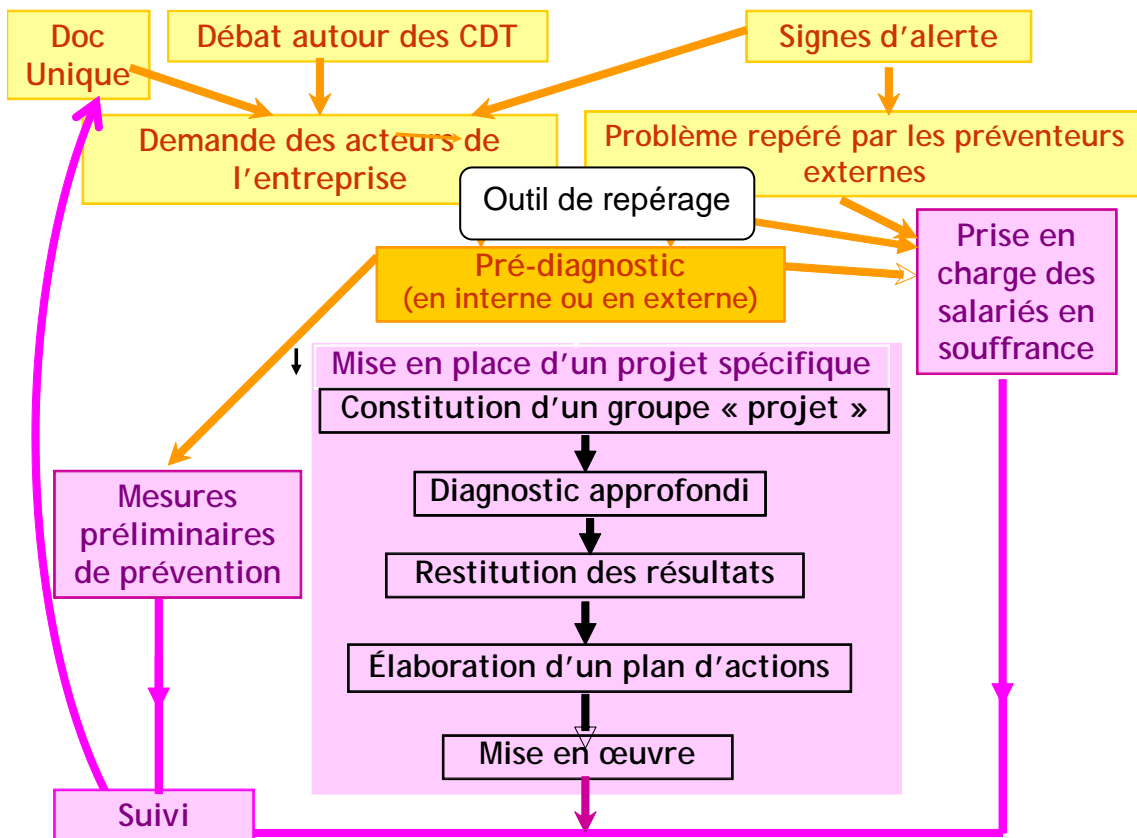 Doc
Unique
Débat autour des CDT
Signes d’alerte
Demande des acteurs de
l’entreprise
Problème repéré par les préventeurs
externes
Outil de repérage
Pré-diagnostic
(en interne ou en externe)
Prise en
charge des
salariés en
souffrance
Mise en place d’un projet spécifique
Constitution d’un groupe « projet »
Diagnostic approfondi
Restitution des résultats
Élaboration d’un plan d’actions
Mise en œuvre
Mesures
préliminaires
de prévention
Suivi